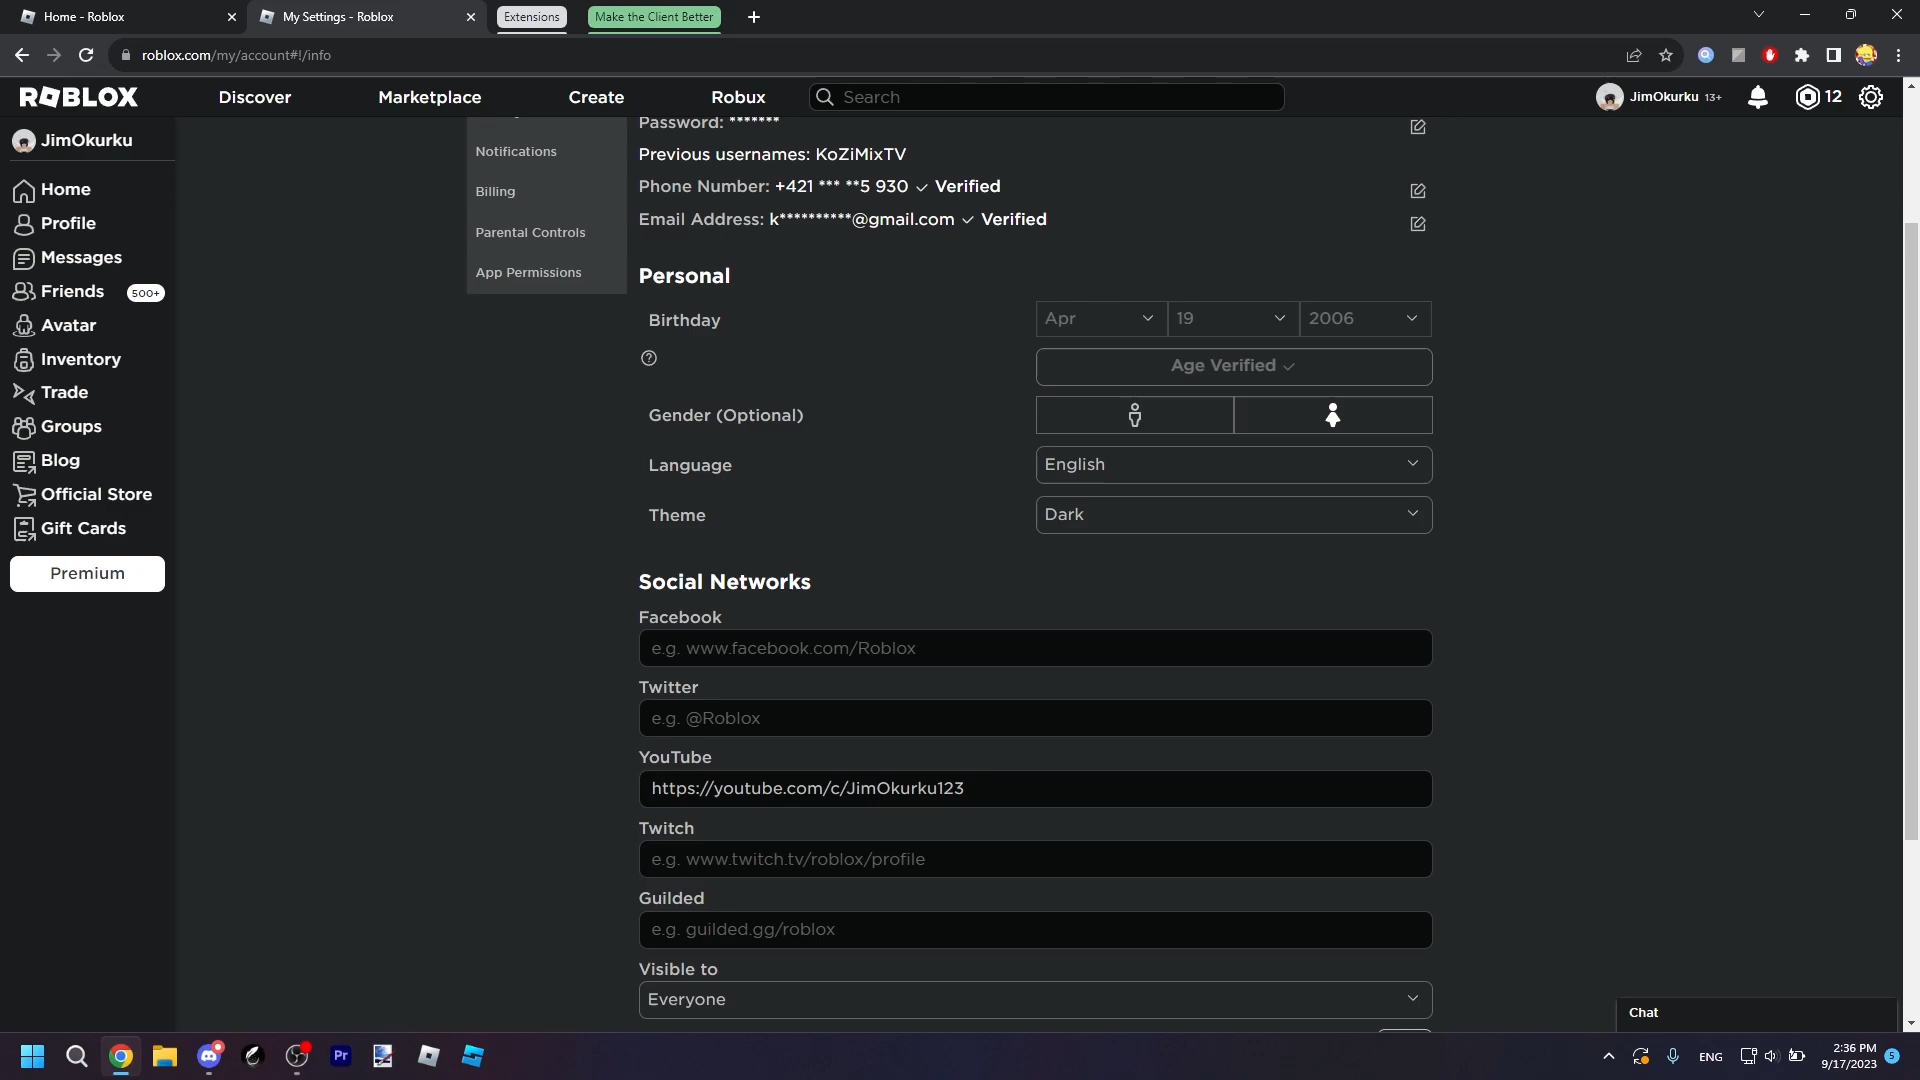 Home - Roblox
My Settings - Roblox
Extensions
Make the Client Better
roblox.com/my/account#!/info
ROBLOX
Discover
Marketplace
Create
Robux
Search
JimOkurku 13+
12
JimOkurku
Home
Profile
Messages
Friends 500+
Avatar
Inventory
Trade
Groups
Blog
Official Store
Gift Cards
Premium
Notifications
Billing
Parental Controls
App Permissions
Password: *******
Previous usernames: KoZiMixTV
Phone Number: +421 *** **5 930 ✓ Verified
Email Address: k**********@gmail.com ✓ Verified
Personal
Birthday
Apr
19
2006
Age Verified ✓
Gender (Optional)
Language
English
Theme
Dark
Social Networks
Facebook
e.g. www.facebook.com/Roblox
Twitter
e.g. @Roblox
YouTube
https://youtube.com/c/JimOkurku123
Twitch
e.g. www.twitch.tv/roblox/profile
Guilded
e.g. guilded.gg/roblox
Visible to
Everyone
Chat
Pr
ENG
2:36 PM
9/17/2023
5